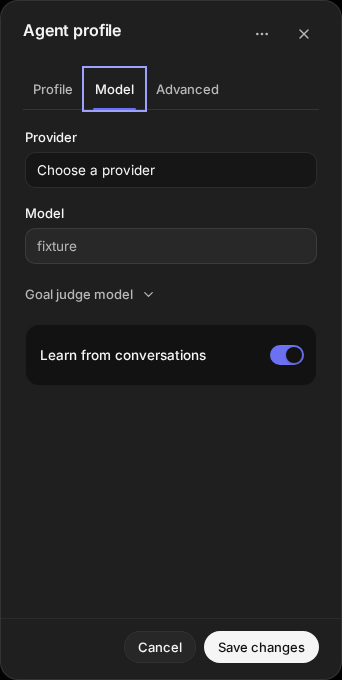 Agent profile
Profile
Model
Advanced
Provider
Choose a provider
Model
fixture
Goal judge model
Learn from conversations
Cancel
Save changes